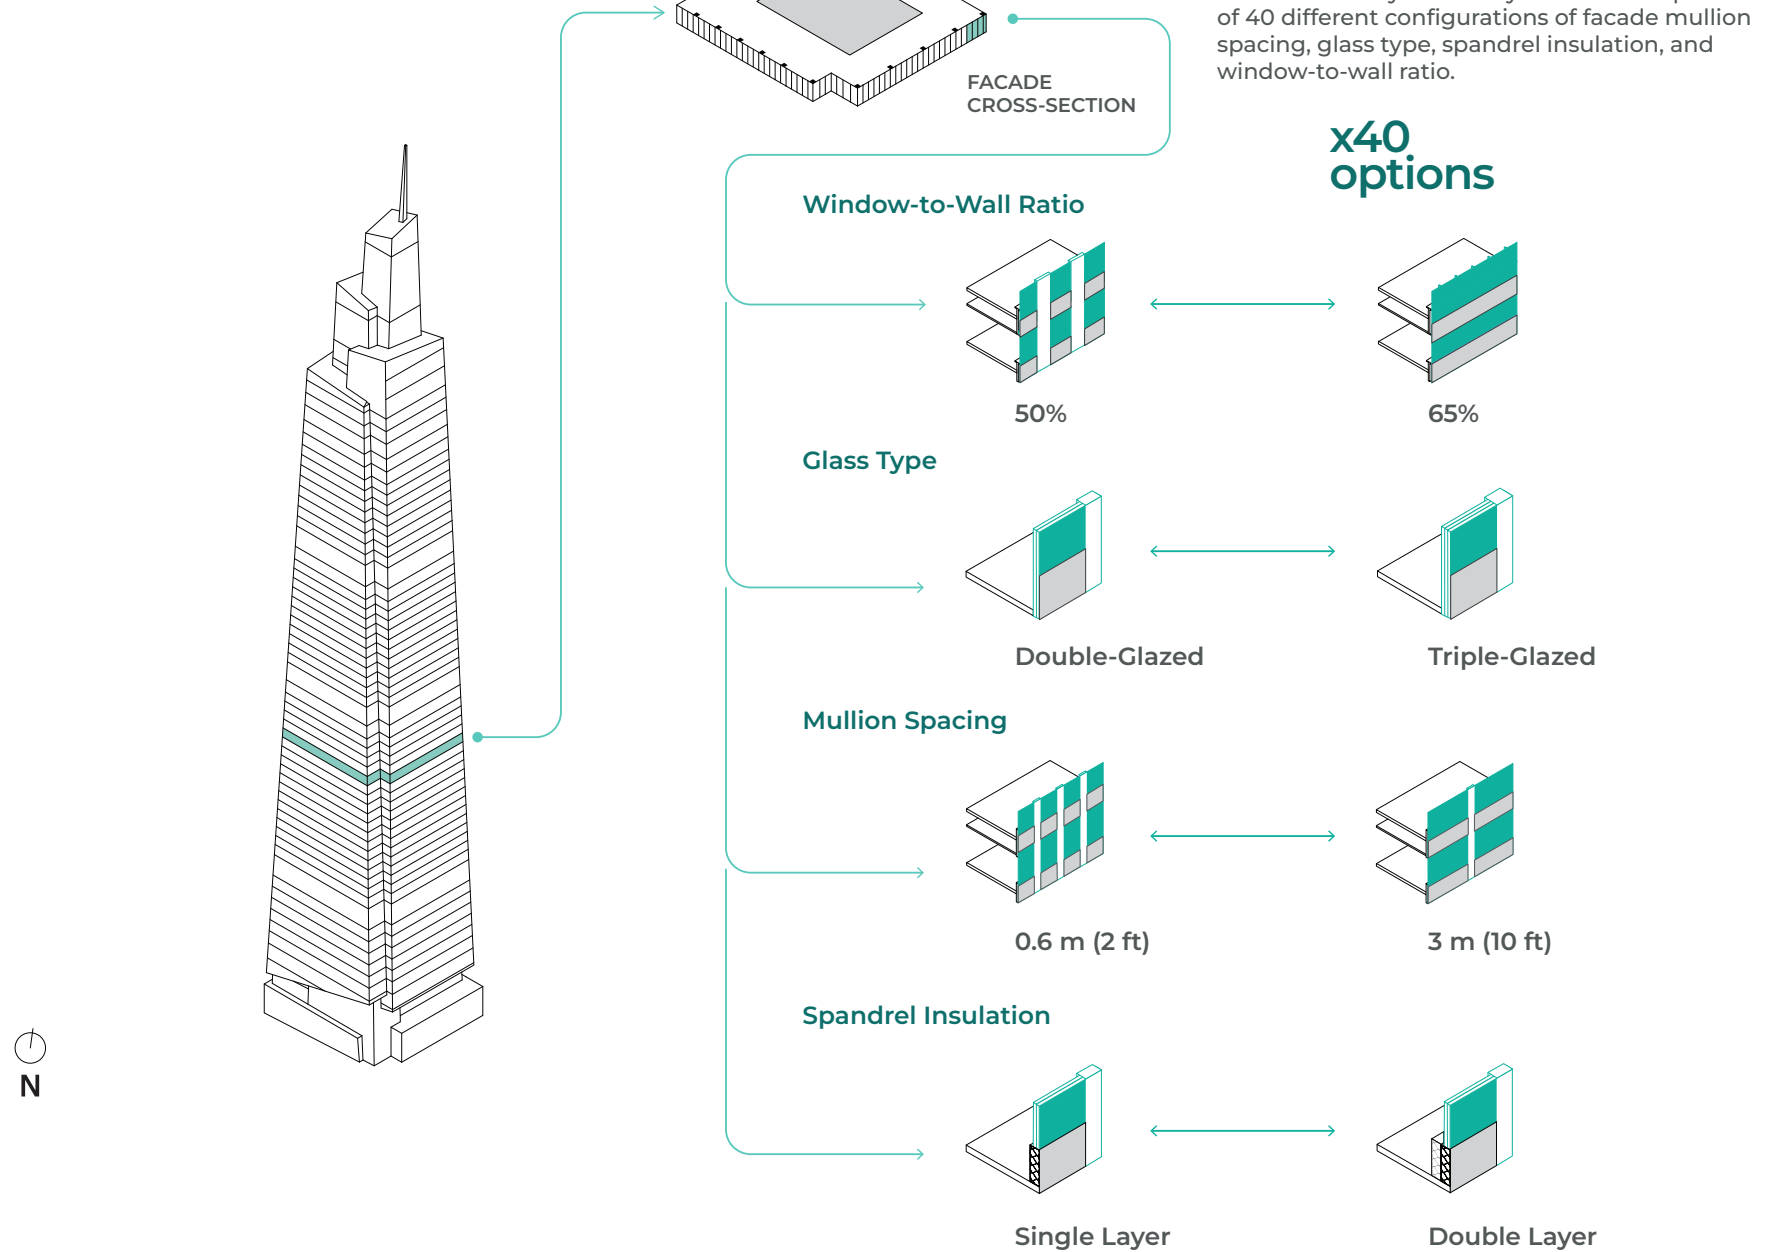 of 40 different configurations of facade mullion
spacing, glass type, spandrel insulation, and
window-to-wall ratio.
FACADE
CROSS-SECTION
x40
options
Window-to-Wall Ratio
50%
65%
Glass Type
Double-Glazed
Triple-Glazed
Mullion Spacing
0.6 m (2 ft)
3 m (10 ft)
Spandrel Insulation
Single Layer
Double Layer
N